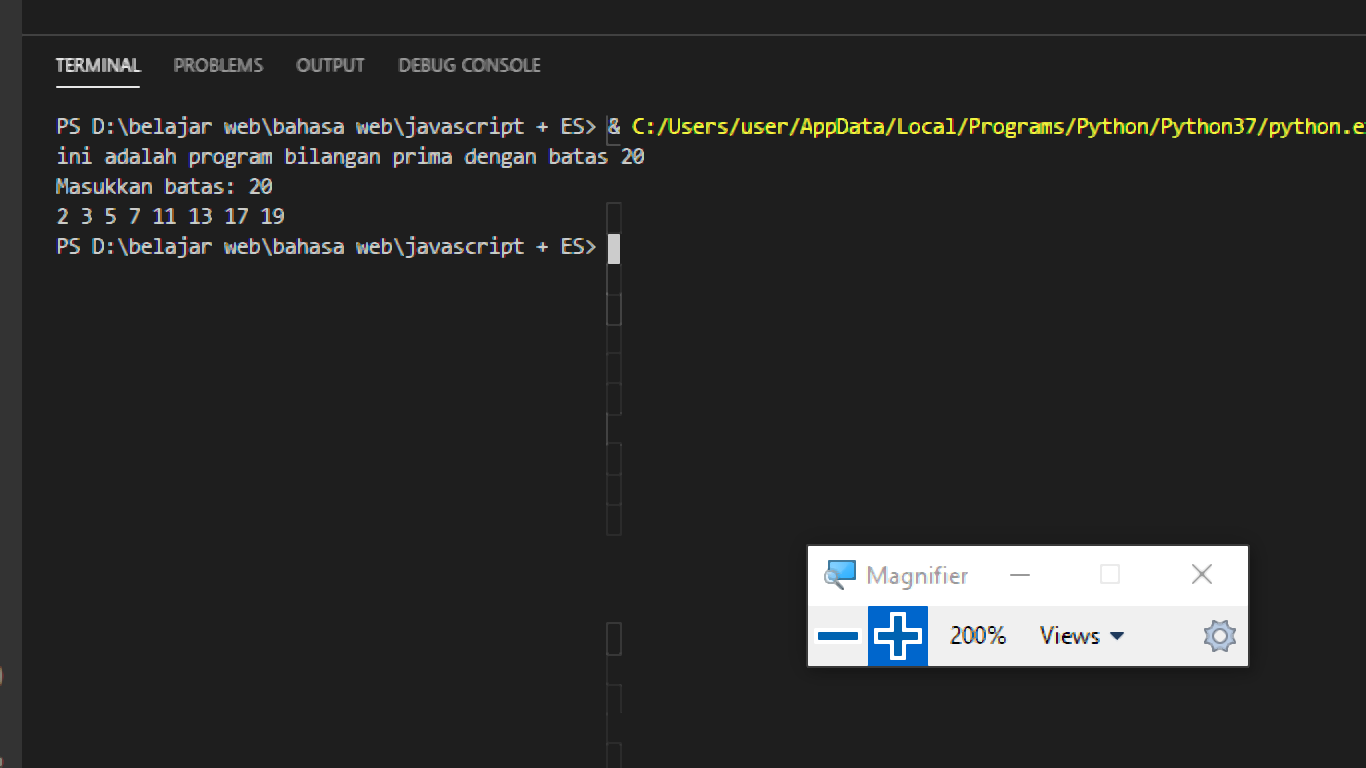 TERMINAL PROBLEMS OUTPUT DEBUG CONSOLE
PS D:\belajar web\bahasa web\javascript + ES> & C:/Users/user/AppData/Local/Programs/Python/Python37/python.ex
ini adalah program bilangan prima dengan batas 20
Masukkan batas: 20
2 3 5 7 11 13 17 19
PS D:\belajar web\bahasa web\javascript + ES>
Magnifier
200% Views